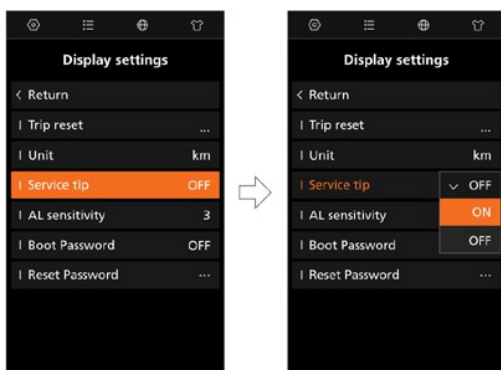 Display settings
< Return
| Trip reset ...
| Unit km
| Service tip OFF
| AL sensitivity 3
| Boot Password OFF
| Reset Password ...
Display settings
< Return
| Trip reset ...
| Unit km
| Service tip OFF
ON
| AL sensitivity
OFF
| Boot Password
| Reset Password ...